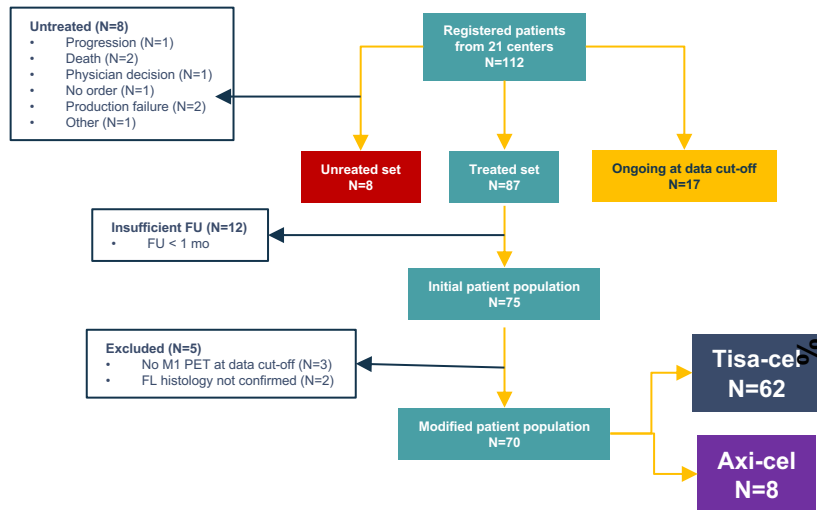 Untreated (N=8)
• Progression (N=1)
• Death (N=2)
• Physician decision (N=1)
• No order (N=1)
• Production failure (N=2)
• Other (N=1)
Registered patients
from 21 centers
N=112
Unreated set
N=8
Treated set
N=87
Ongoing at data cut-off
N=17
Insufficient FU (N=12)
• FU < 1 mo
Initial patient population
N=75
Excluded (N=5)
• No M1 PET at data cut-off (N=3)
• FL histology not confirmed (N=2)
Tisa-cel
N=62
%
Modified patient population
N=70
Axi-cel
N=8